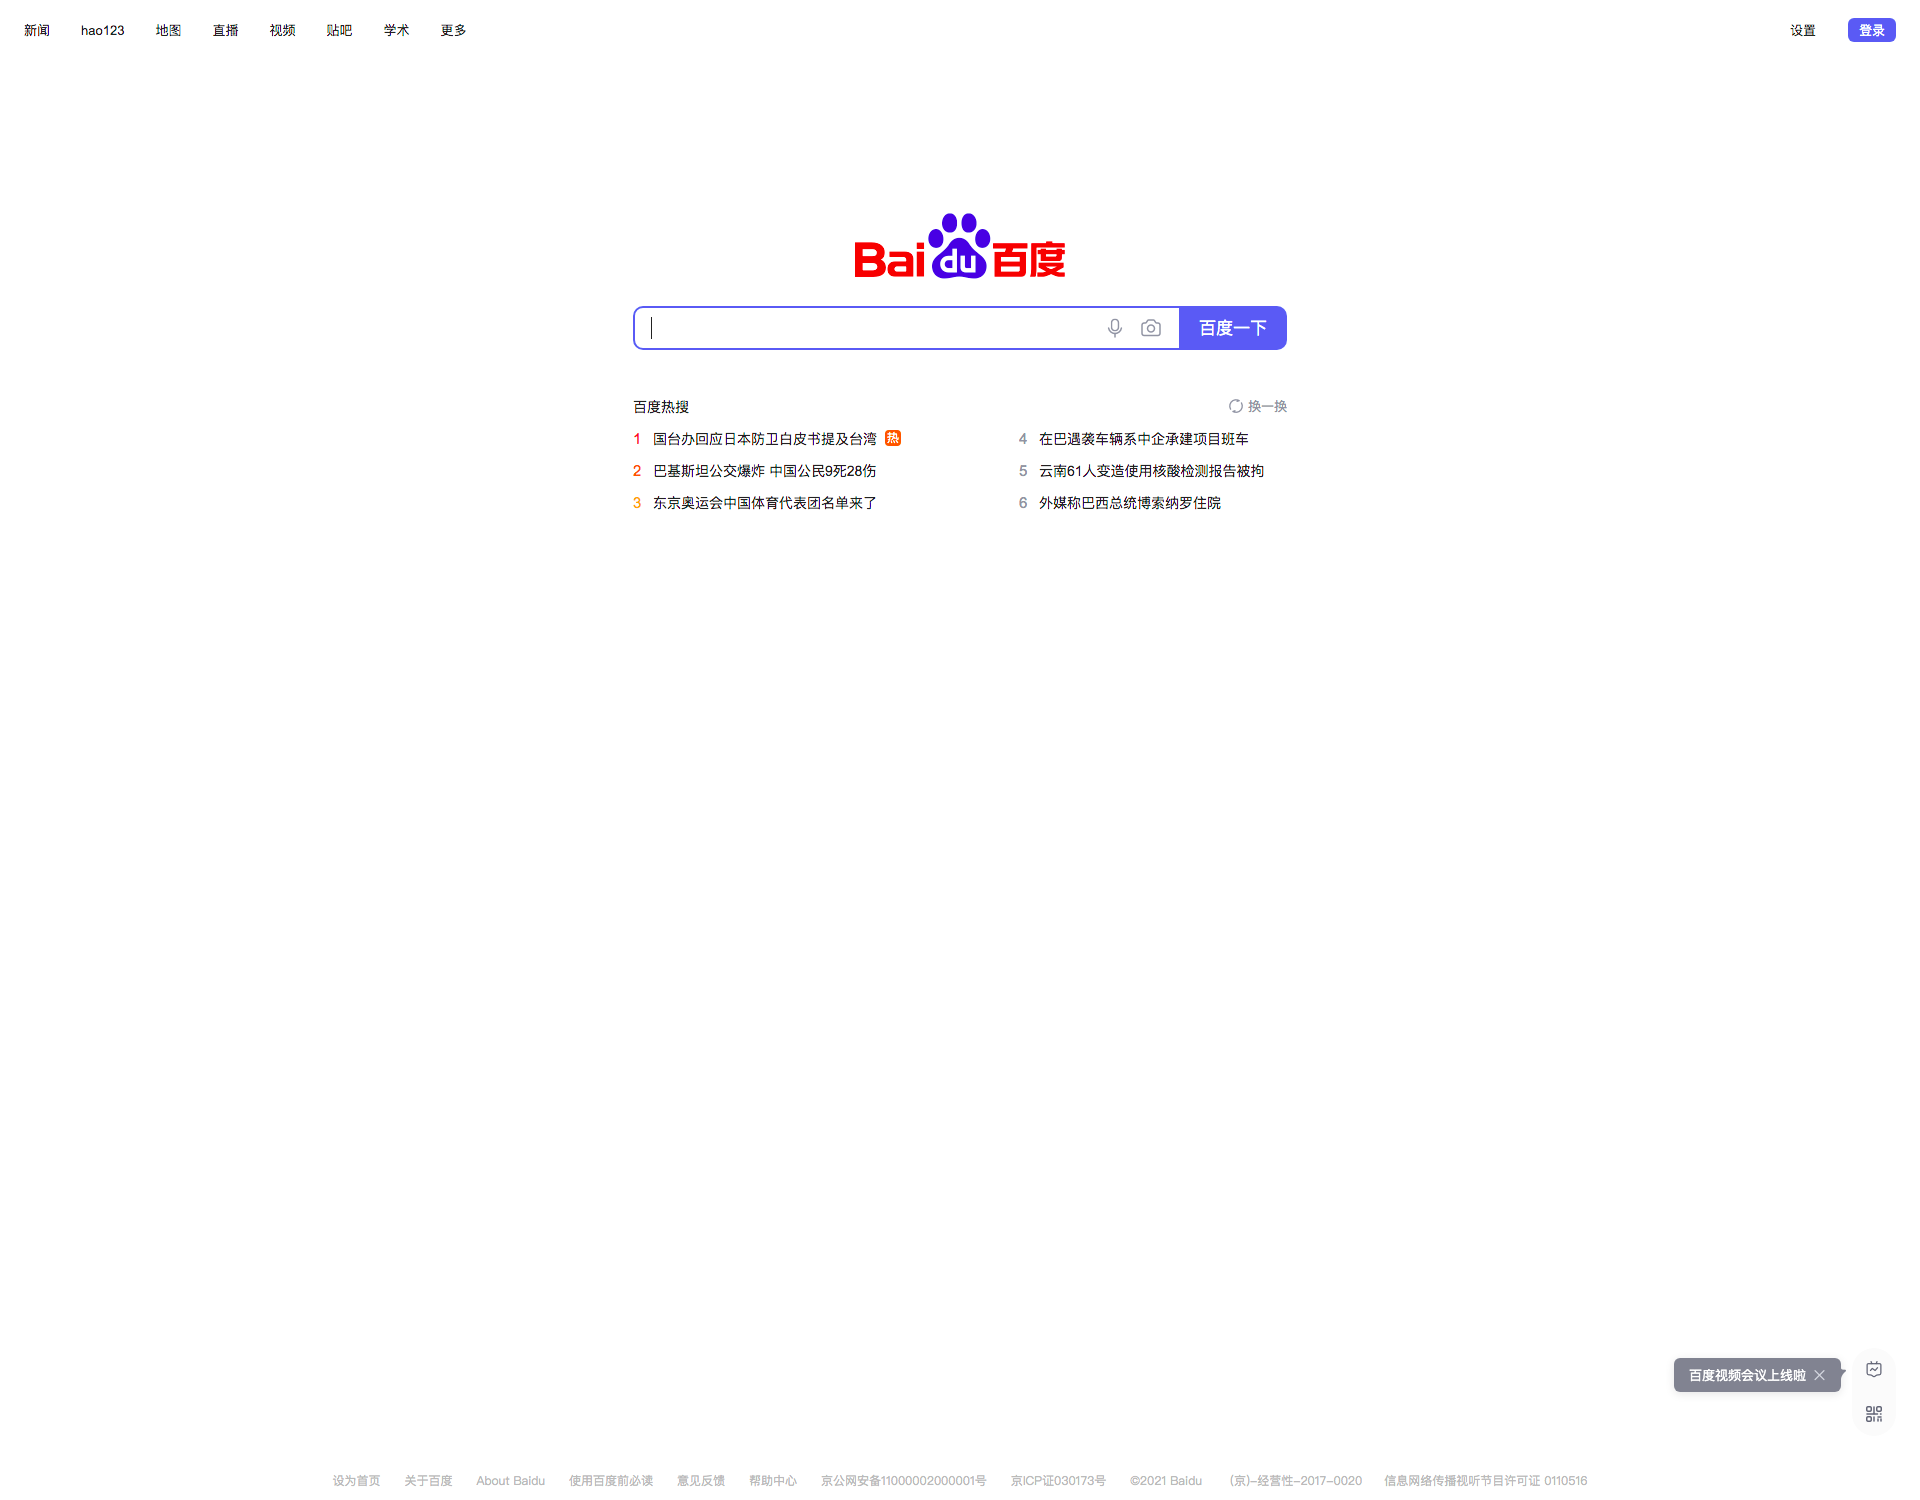 新闻 hao123 地图 直播 视频 贴吧 学术 更多 设置 登录
Bai du 百度
百度一下
百度热搜 换一换
1 国台办回应日本防卫白皮书提及台湾 热
2 巴基斯坦公交爆炸 中国公民9死28伤
3 东京奥运会中国体育代表团名单来了
4 在巴遇袭车辆系中企承建项目班车
5 云南61人变造使用核酸检测报告被拘
6 外媒称巴西总统博索纳罗住院
百度视频会议上线啦
设为首页 关于百度 About Baidu 使用百度前必读 意见反馈 帮助中心 京公网安备11000002000001号 京ICP证030173号 ©2021 Baidu (京)-经营性-2017-0020 信息网络传播视听节目许可证 0110516